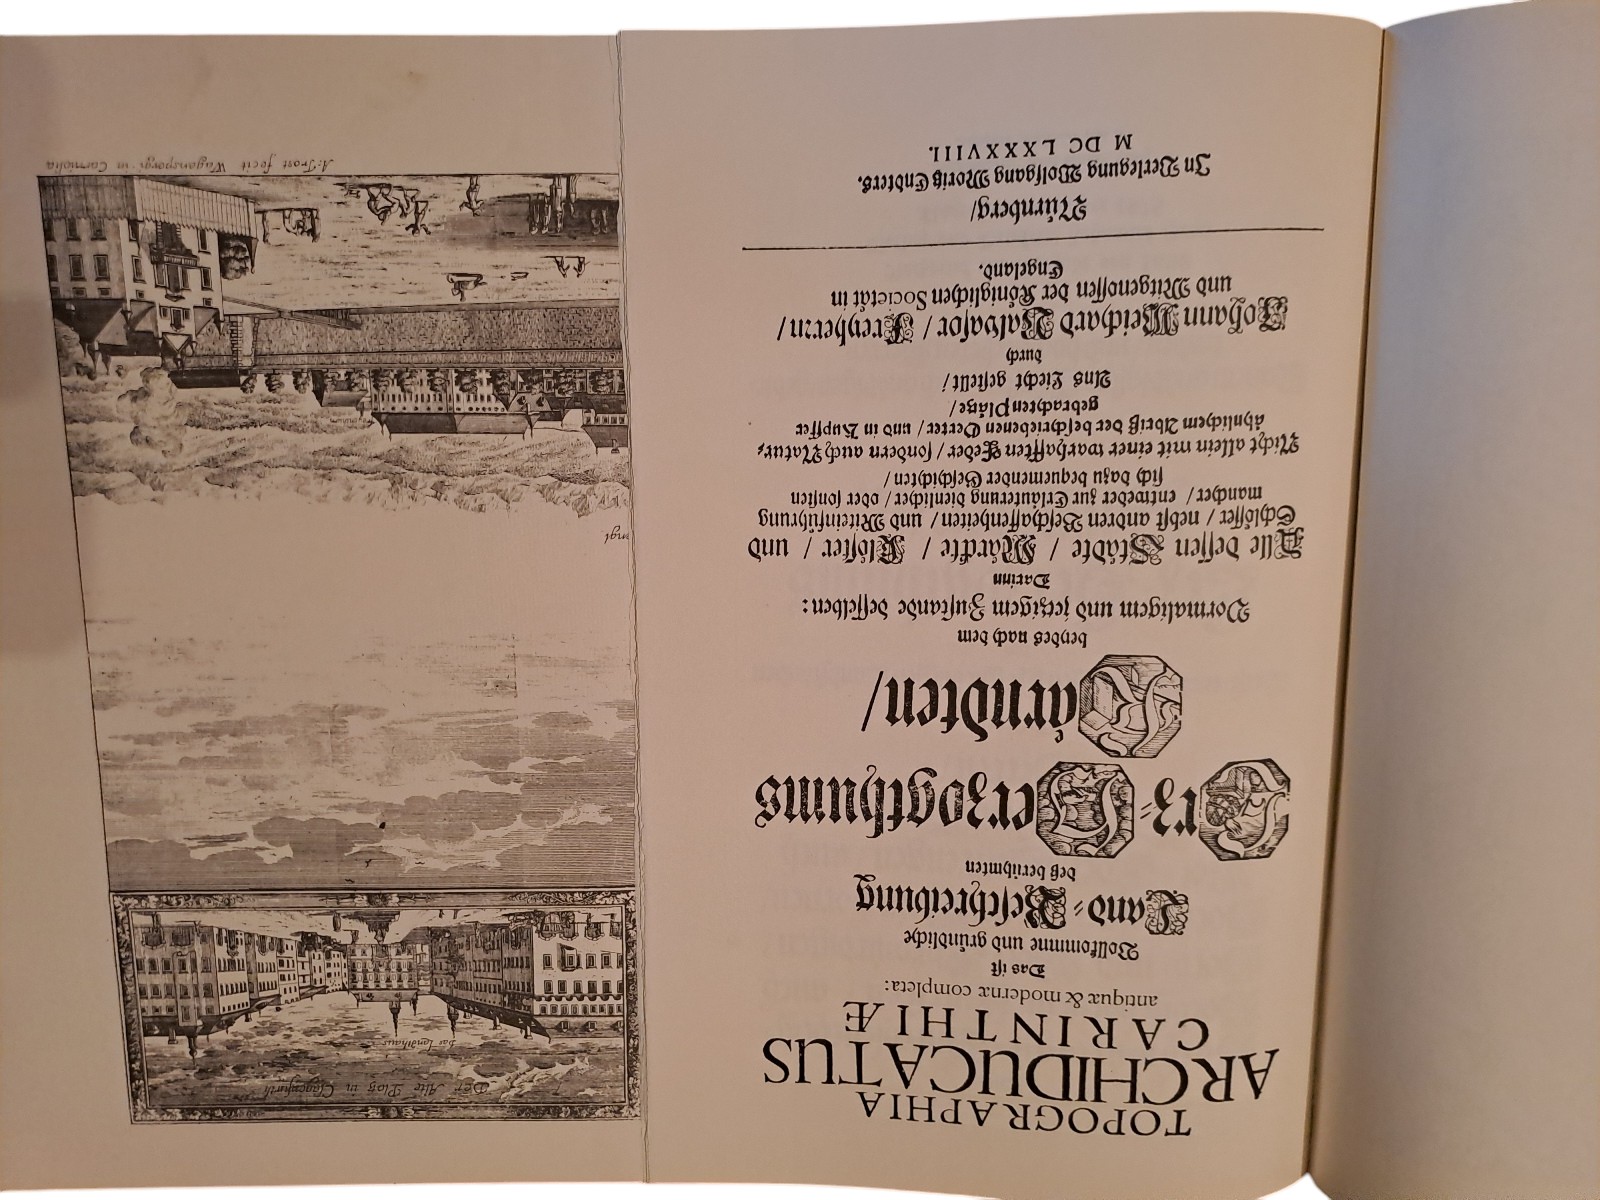 TOPOGRAPHIA
ARCHIDUCATUS
CARINTHIÆ
antiquæ & modernæ completa:
Das ist
Vollkommne und gründliche
Land-Beschreibung
deß berühmten
Ertz-Hertzogthums
Kärndten/
beydes nach dem
Vormaligem und jetzigem Zustande desselben:
Darinn
Alle dessen Städte / Märckte / Klöster / und
Schlösser / nebst andren Beschaffenheiten / und Miteinführung
mancher / entweder zur Erläuterung dienlicher / oder sonsten
sich dazu bequemender Geschichten /
Nicht allein mit einer warhafften Feder / sondern auch Natur-
ähnlichem Abriß der beschriebenen Oerter / und in Kupffer
gebrachten Pläße /
Ans Liecht gestellt /
durch
Johann Weichard Valvasor / Freyherrn /
und Mitgenossen der Königlichen Societät in
Engeland.
Nürnberg /
In Verlegung Wolfgang Moritz Endters.
M DC LXXXVIII.
Der Alte Platz in Clagenfurth
Das Landthaus
A: Trost fecit Wagensperg in Carniolia